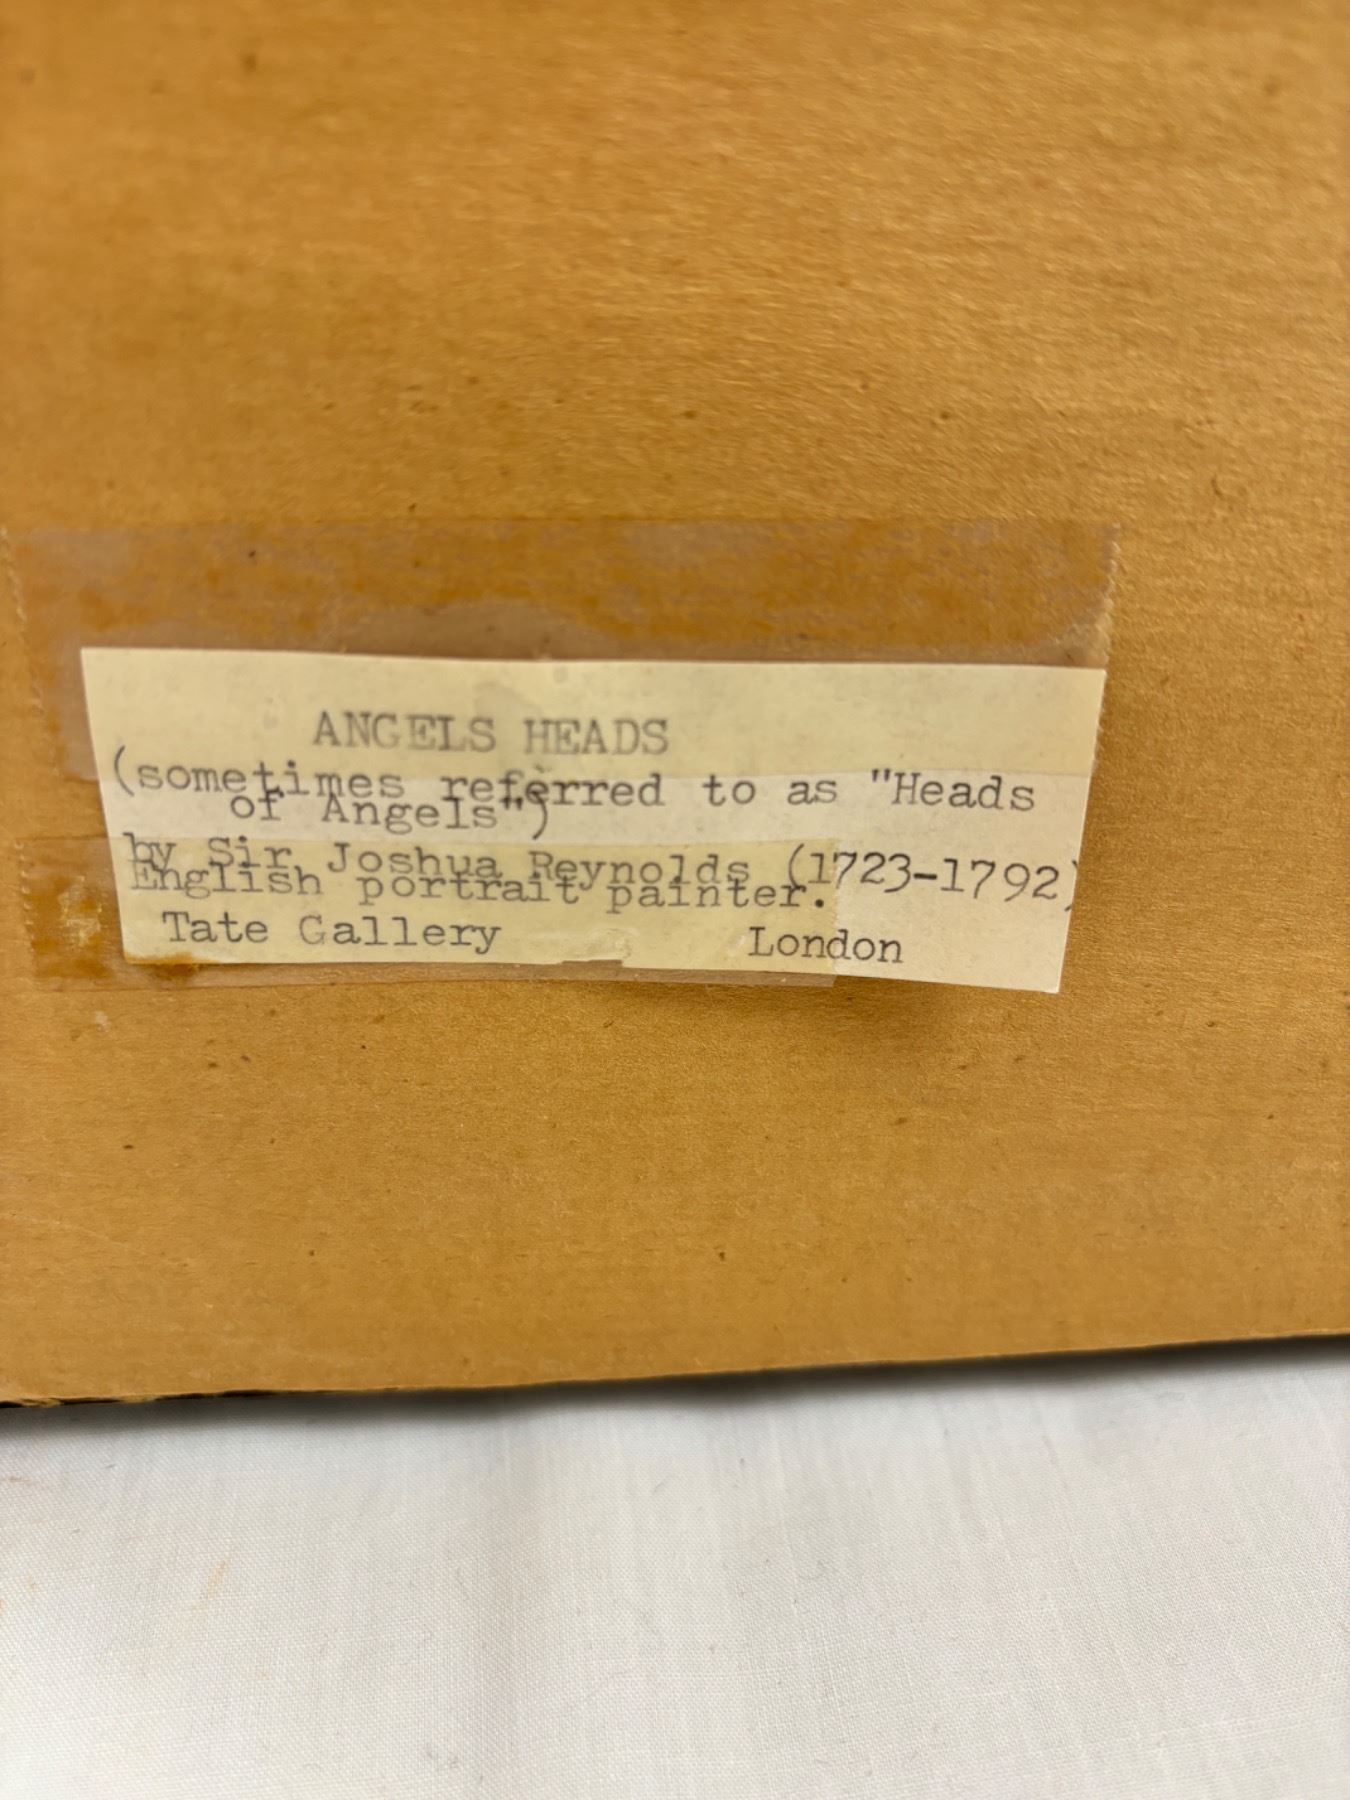 ANGELS HEADS
(sometimes referred to as "Heads
of Angels")
by Sir Joshua Reynolds (1723-1792)
English portrait painter.
Tate Gallery London